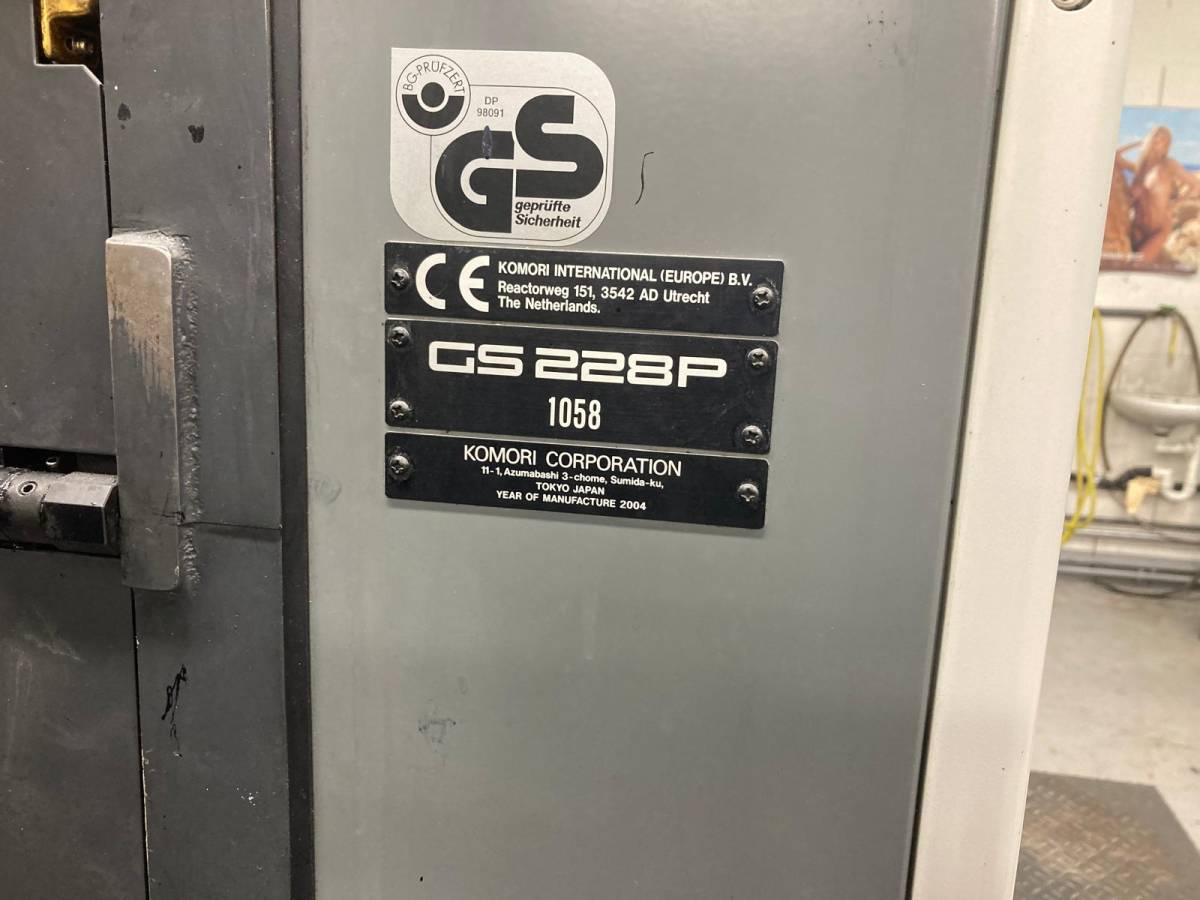 BG-PRÜFZERT
DP
98091
GS
geprüfte
Sicherheit
CE KOMORI INTERNATIONAL (EUROPE) B.V.
Reactorweg 151, 3542 AD Utrecht
The Netherlands.
GS 228P
1058
KOMORI CORPORATION
11-1, Azumabashi 3-chome, Sumida-ku,
TOKYO JAPAN
YEAR OF MANUFACTURE 2004